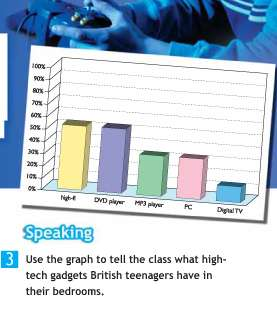 100%
90%
80%
70%
60%
50%
40%
30%
20%
10%
0%
high-fi DVD player MP3 player PC Digital TV
Speaking
3 Use the graph to tell the class what high-
tech gadgets British teenagers have in
their bedrooms.